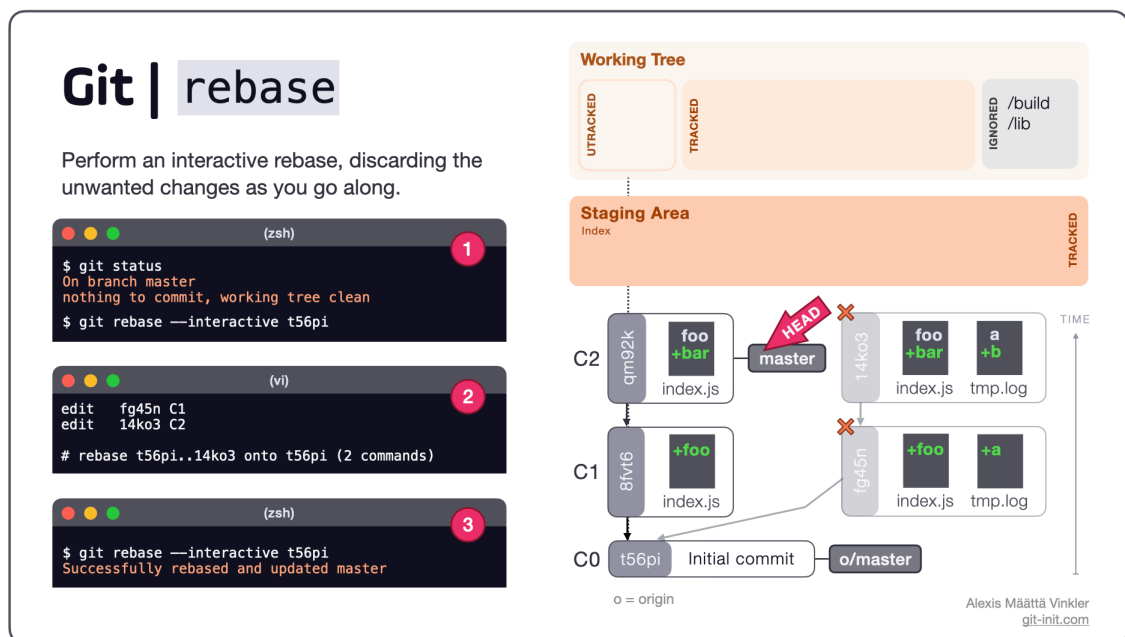 Git | rebase
Perform an interactive rebase, discarding the
unwanted changes as you go along.
(zsh)
1
$ git status
On branch master
nothing to commit, working tree clean
$ git rebase --interactive t56pi
(vi)
2
edit   fg45n C1
edit   14ko3 C2
# rebase t56pi..14ko3 onto t56pi (2 commands)
(zsh)
3
$ git rebase --interactive t56pi
Successfully rebased and updated master
Working Tree
UTRACKED
TRACKED
IGNORED
/build
/lib
Staging Area
Index
TRACKED
C2
qm92k
foo
+bar
index.js
HEAD
master
14ko3
foo
+bar
index.js
a
+b
tmp.log
TIME
C1
8fvt6
+foo
index.js
fg45n
+foo
index.js
+a
tmp.log
C0
t56pi
Initial commit
o/master
o = origin
Alexis Määttä Vinkler
git-init.com